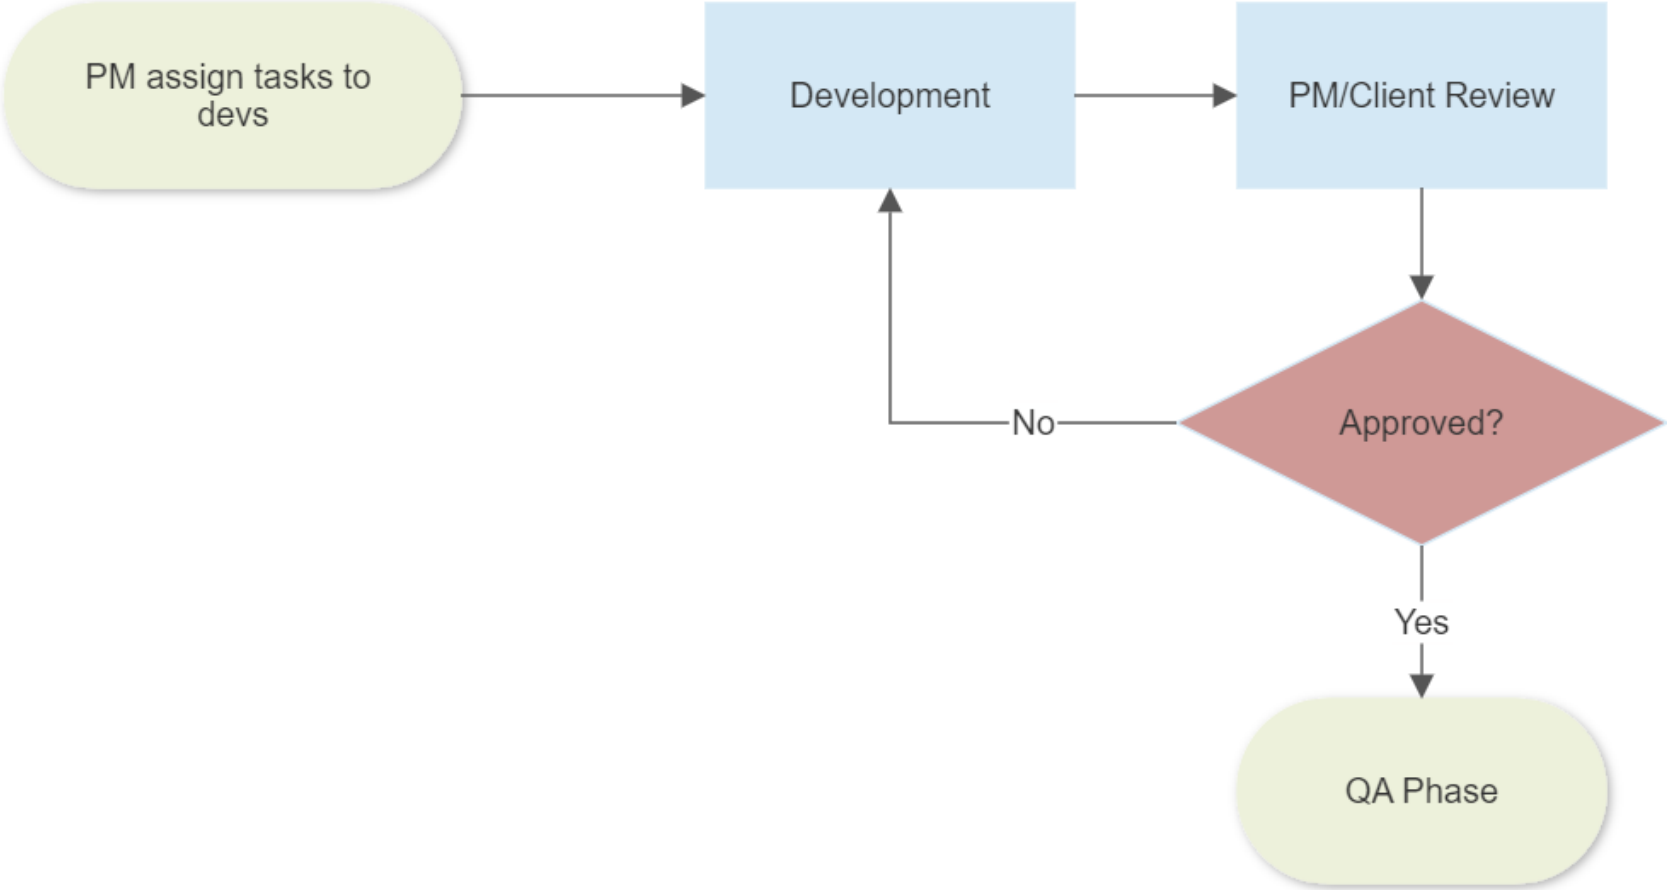 PM assign tasks to
devs
Development
PM/Client Review
Approved?
No
Yes
QA Phase